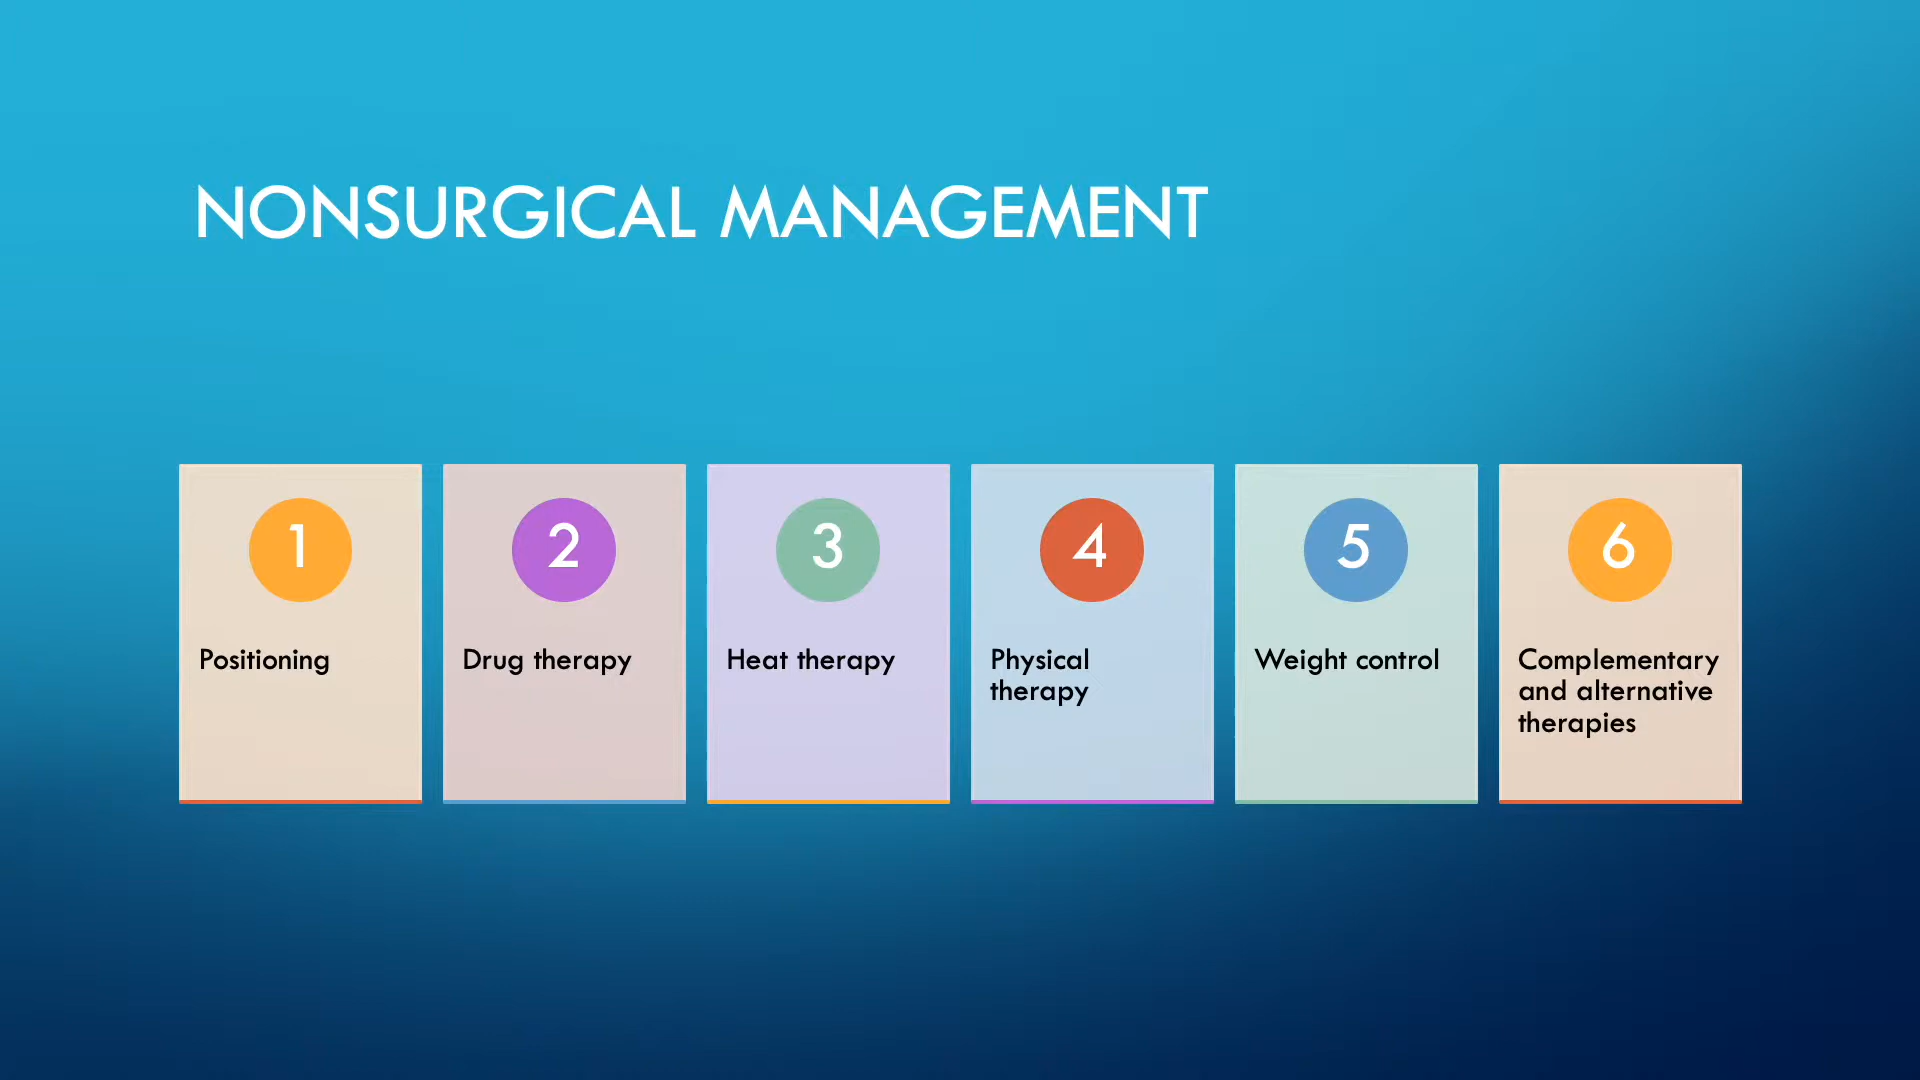 NONSURGICAL MANAGEMENT
1
Positioning
2
Drug therapy
3
Heat therapy
4
Physical
therapy
5
Weight control
6
Complementary
and alternative
therapies